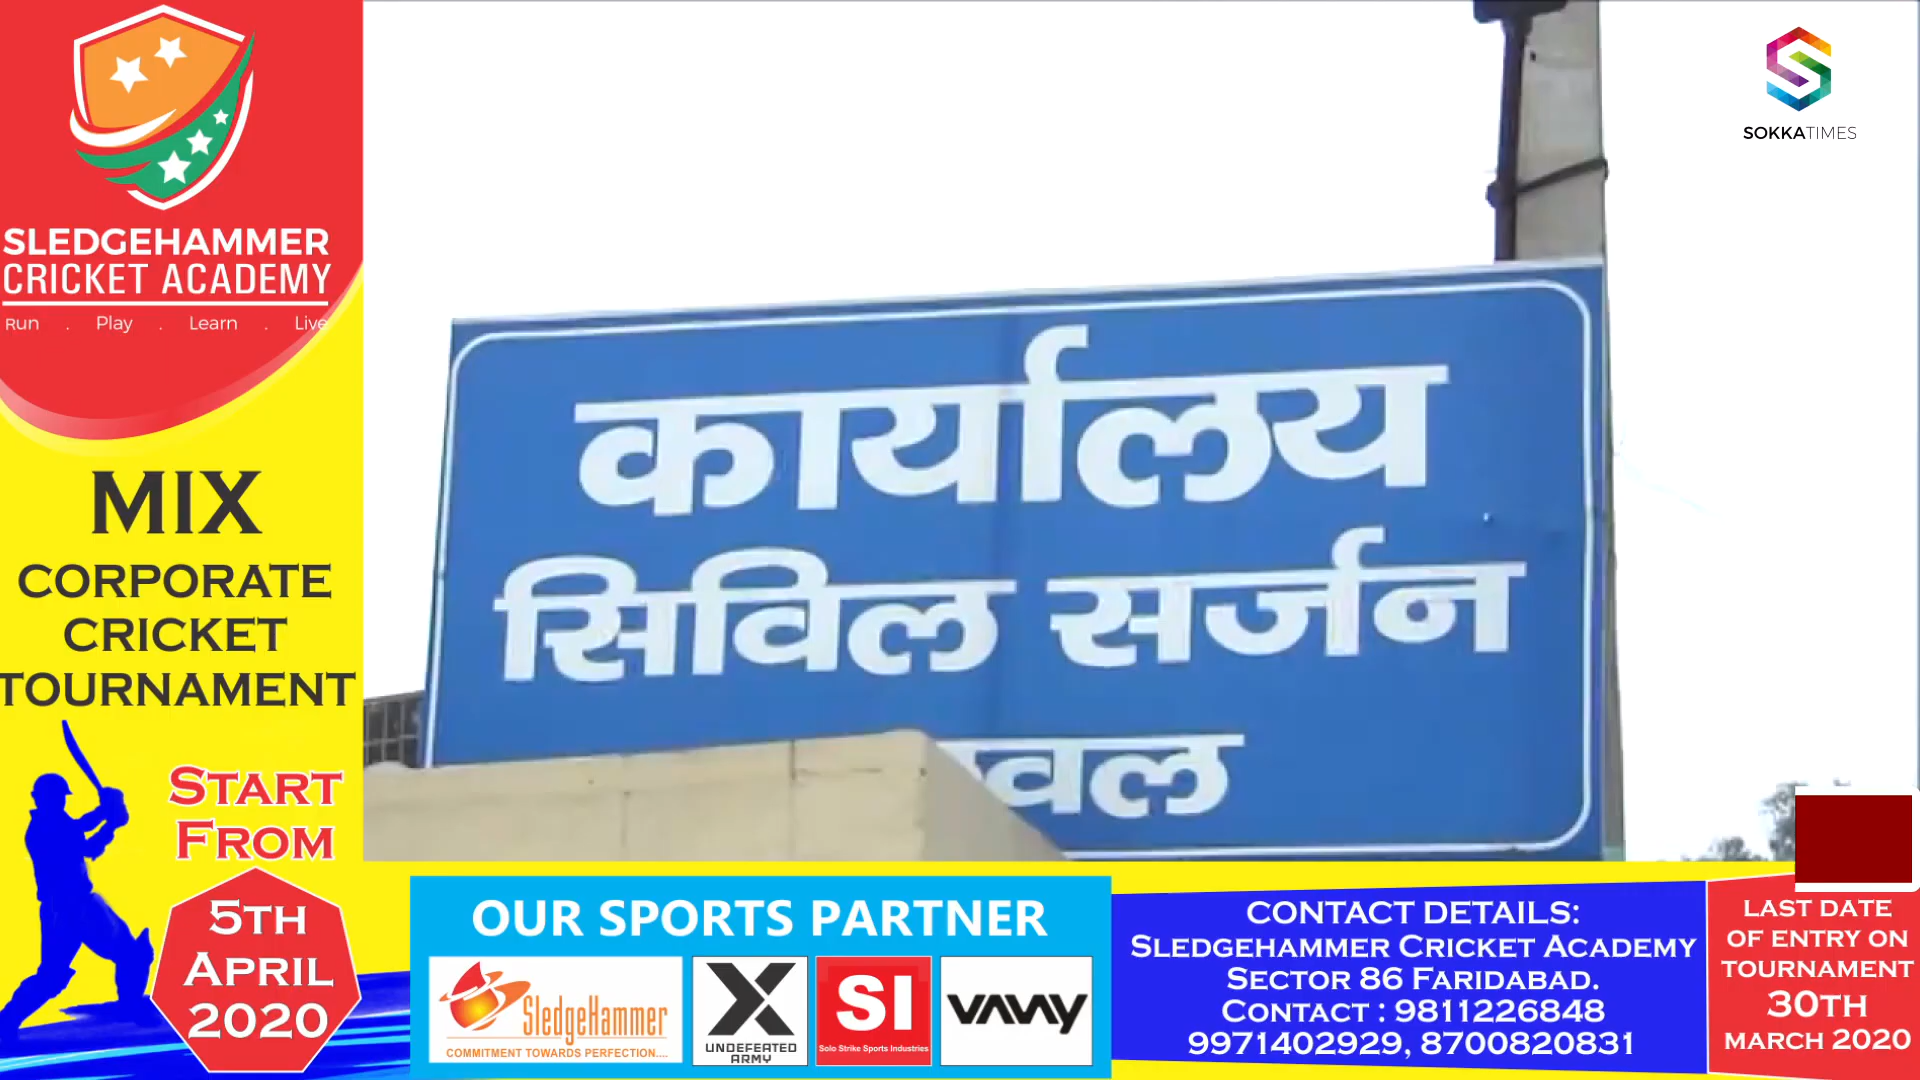 SLEDGEHAMMER
CRICKET ACADEMY
Run . Play . Learn . Live
MIX
CORPORATE
CRICKET
TOURNAMENT
START
FROM
5TH
APRIL
2020
SOKKATIMES
कार्यालय
सिविल सर्जन
OUR SPORTS PARTNER
SledgeHammer
COMMITMENT TOWARDS PERFECTION....
UNDEFEATED
ARMY
SI
Solo Strike Sports Industries
CONTACT DETAILS:
SLEDGEHAMMER CRICKET ACADEMY
SECTOR 86 FARIDABAD.
CONTACT : 9811226848
9971402929, 8700820831
LAST DATE
OF ENTRY ON
TOURNAMENT
30TH
MARCH 2020